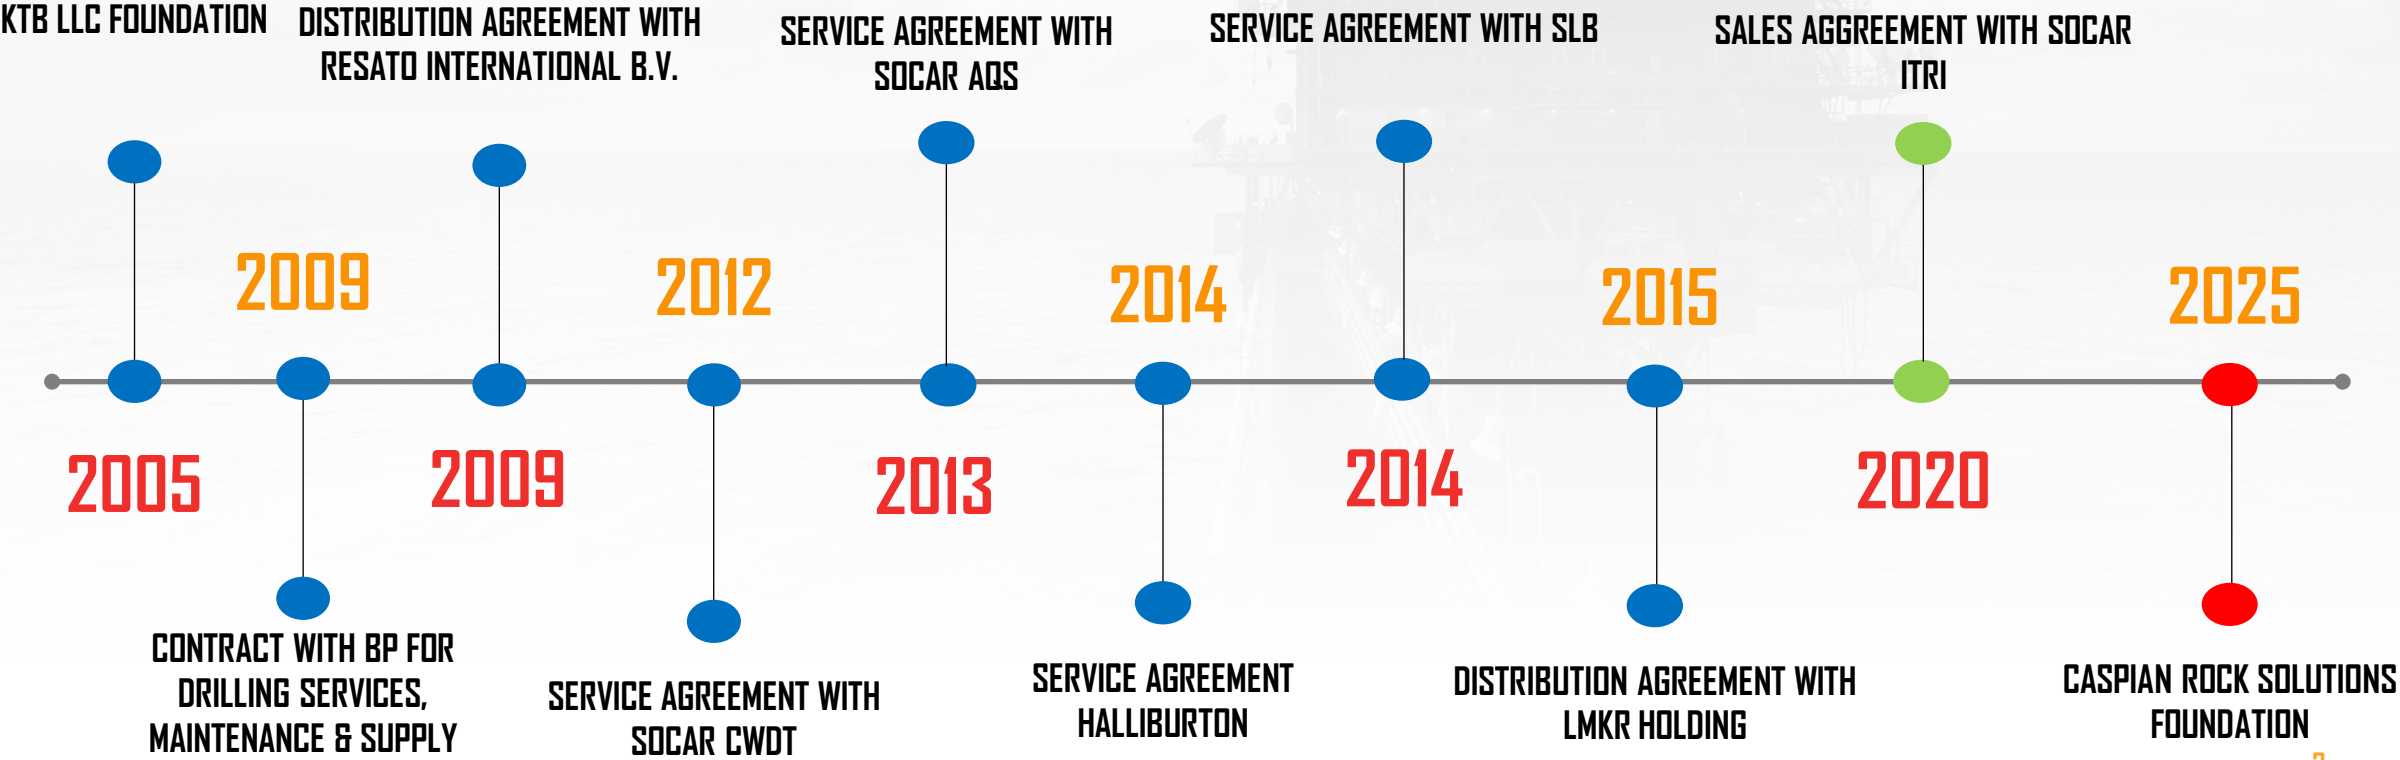 KTB LLC FOUNDATION
DISTRIBUTION AGREEMENT WITH
RESATO INTERNATIONAL B.V.
SERVICE AGREEMENT WITH
SOCAR AQS
SERVICE AGREEMENT WITH SLB
SALES AGGREEMENT WITH SOCAR
ITRI
2009
2012
2014
2015
2025
2005
2009
2013
2014
2020
CONTRACT WITH BP FOR
DRILLING SERVICES,
MAINTENANCE & SUPPLY
SERVICE AGREEMENT WITH
SOCAR CWDT
SERVICE AGREEMENT
HALLIBURTON
DISTRIBUTION AGREEMENT WITH
LMKR HOLDING
CASPIAN ROCK SOLUTIONS
FOUNDATION